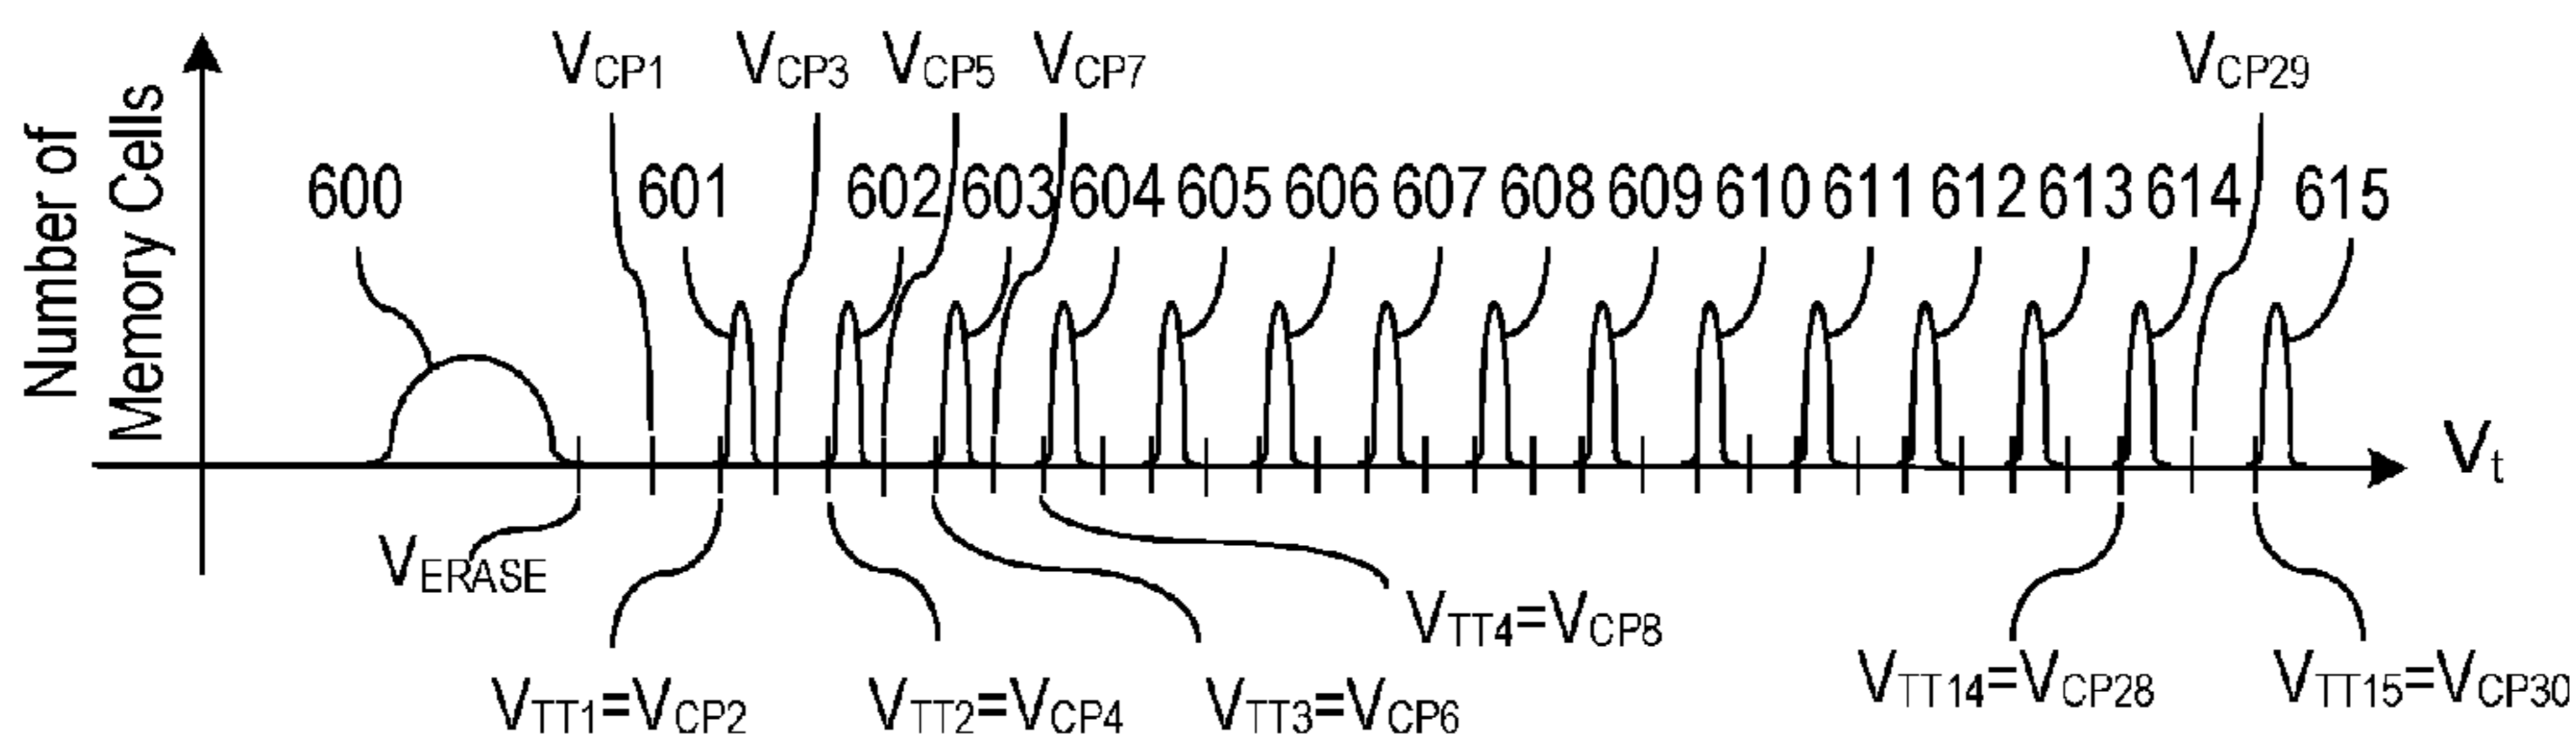 Number of
Memory Cells
VCP1 VCP3 VCP5 VCP7 VCP29
600 601 602 603 604 605 606 607 608 609 610 611 612 613 614 615
Vt
VERASE
VTT4=VCP8
VTT1=VCP2 VTT2=VCP4 VTT3=VCP6 VTT14=VCP28 VTT15=VCP30